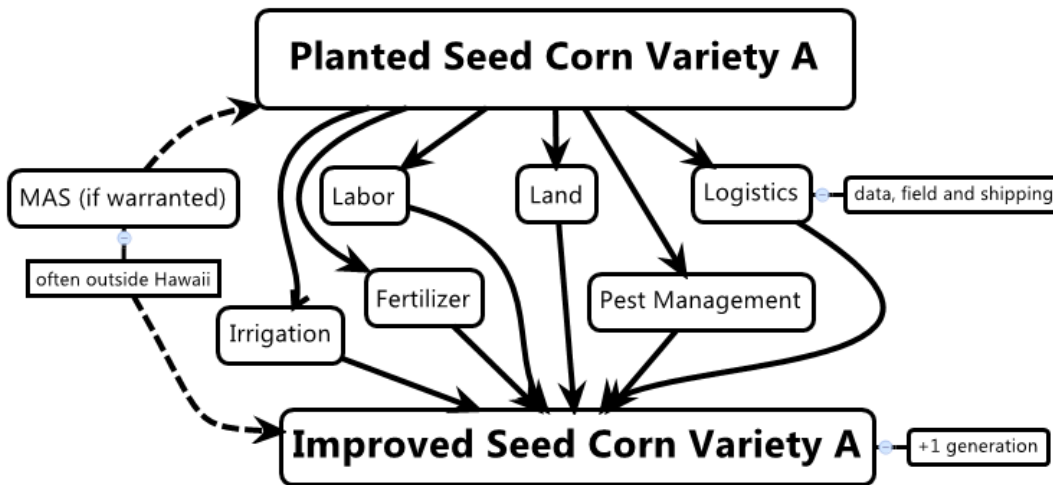 Planted Seed Corn Variety A
MAS (if warranted)
Labor
Land
Logistics
data, field and shipping
often outside Hawaii
Fertilizer
Pest Management
Irrigation
Improved Seed Corn Variety A
+1 generation